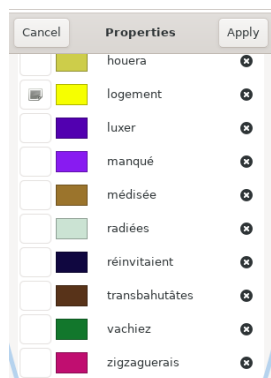 Cancel Properties Apply
houera
logement
luxer
manqué
médisée
radiées
réinvitaient
transbahutâtes
vachiez
zigzaguerais